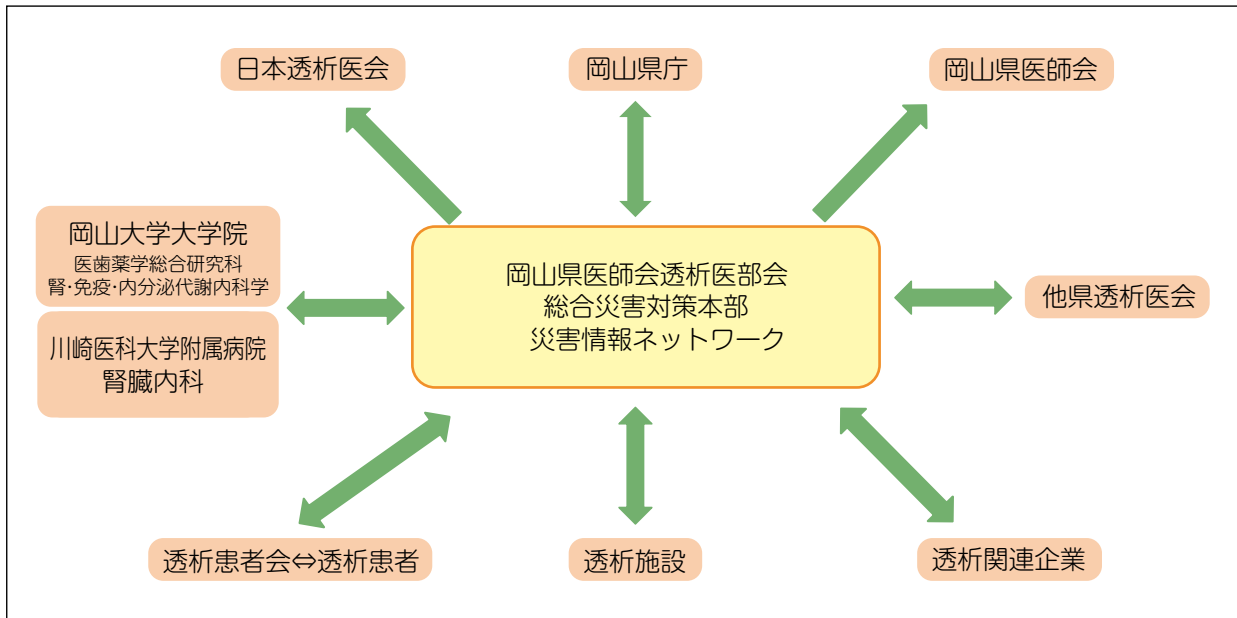 日本透析医会
岡山県庁
岡山県医師会
岡山大学大学院
医歯薬学総合研究科
腎・免疫・内分泌代謝内科学
川崎医科大学附属病院
腎臓内科
岡山県医師会透析医部会
総合災害対策本部
災害情報ネットワーク
他県透析医会
透析患者会⇔透析患者
透析施設
透析関連企業